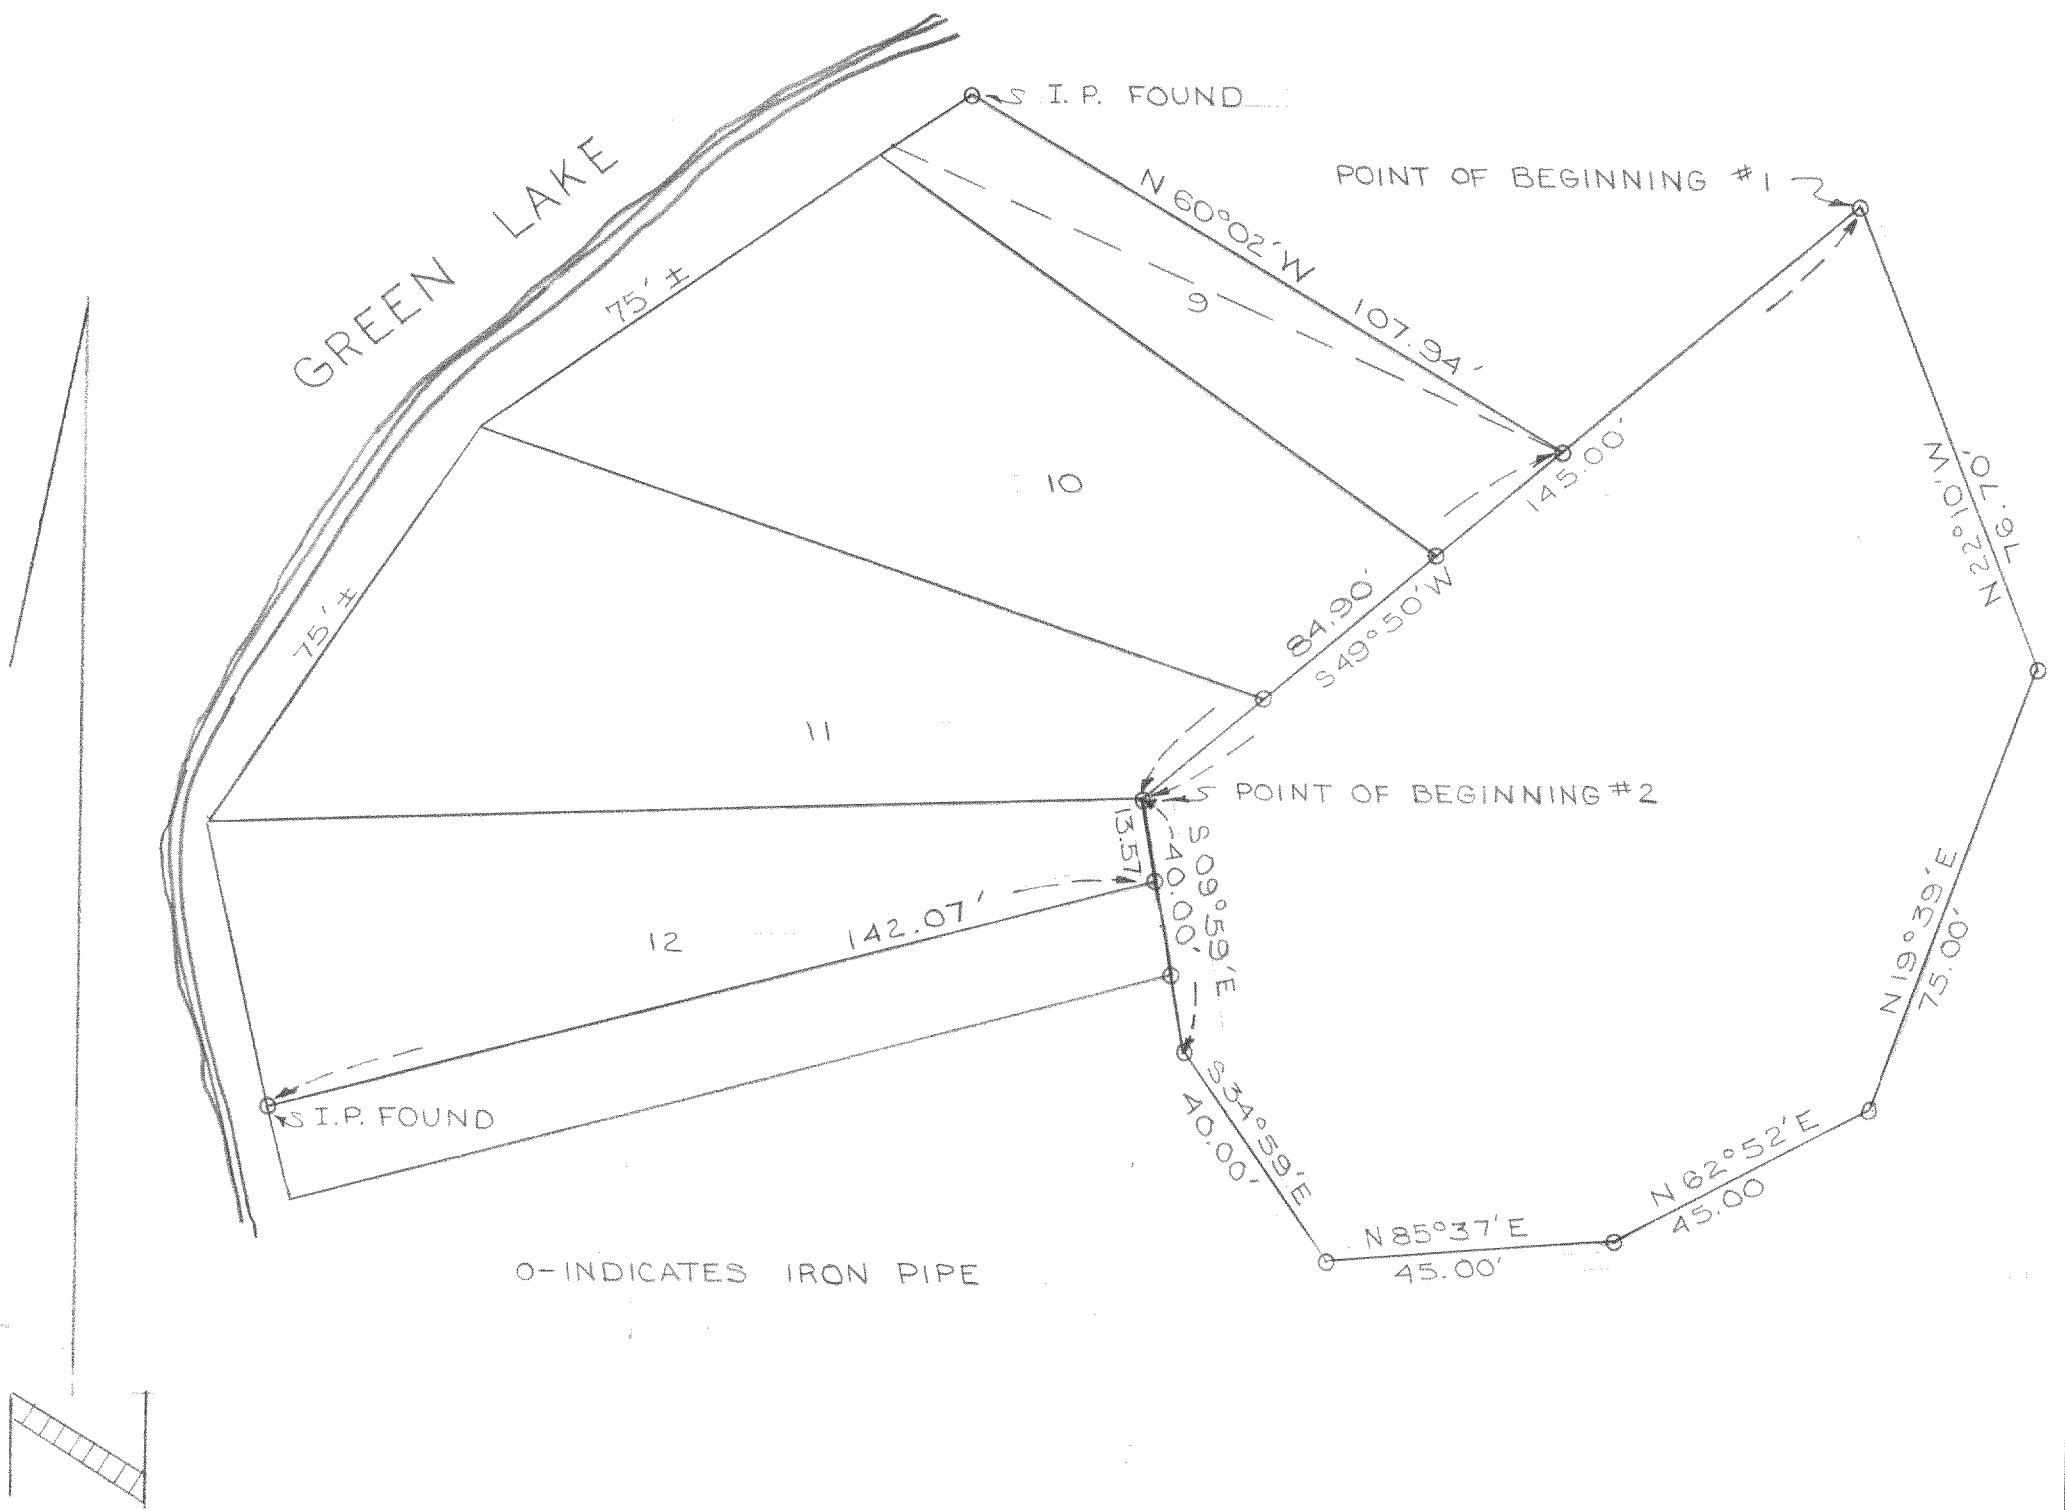 I.P. FOUND
POINT OF BEGINNING #1
GREEN LAKE
N 60°02'W 107.94'
75' ±
9
145.00'
N22°10'W
76.70'
10
84.90'
S49°50'W
75' ±
11
POINT OF BEGINNING #2
13.57
40.00'
S 09°59'E
12
142.07'
N 19°39'E
75.00'
I.P. FOUND
S34°59'E
40.00'
N 62°52'E
45.00
N 85°37'E
45.00'
O-INDICATES IRON PIPE
N